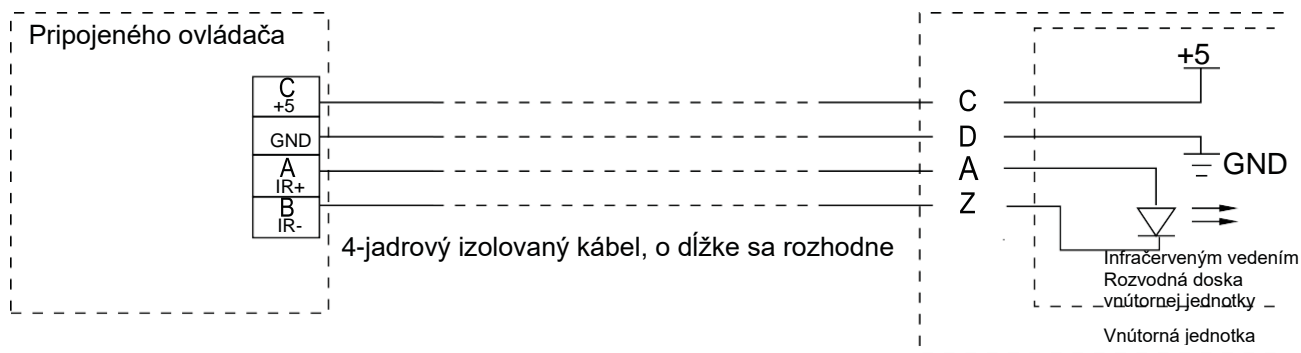 Pripojeného ovládača
C
+5
GND
A
IR+
B
IR-
4-jadrový izolovaný kábel, o dĺžke sa rozhodne
C
D
A
Z
+5
GND
Infračerveným vedením
Rozvodná doska
vnútornej jednotky
Vnútorná jednotka